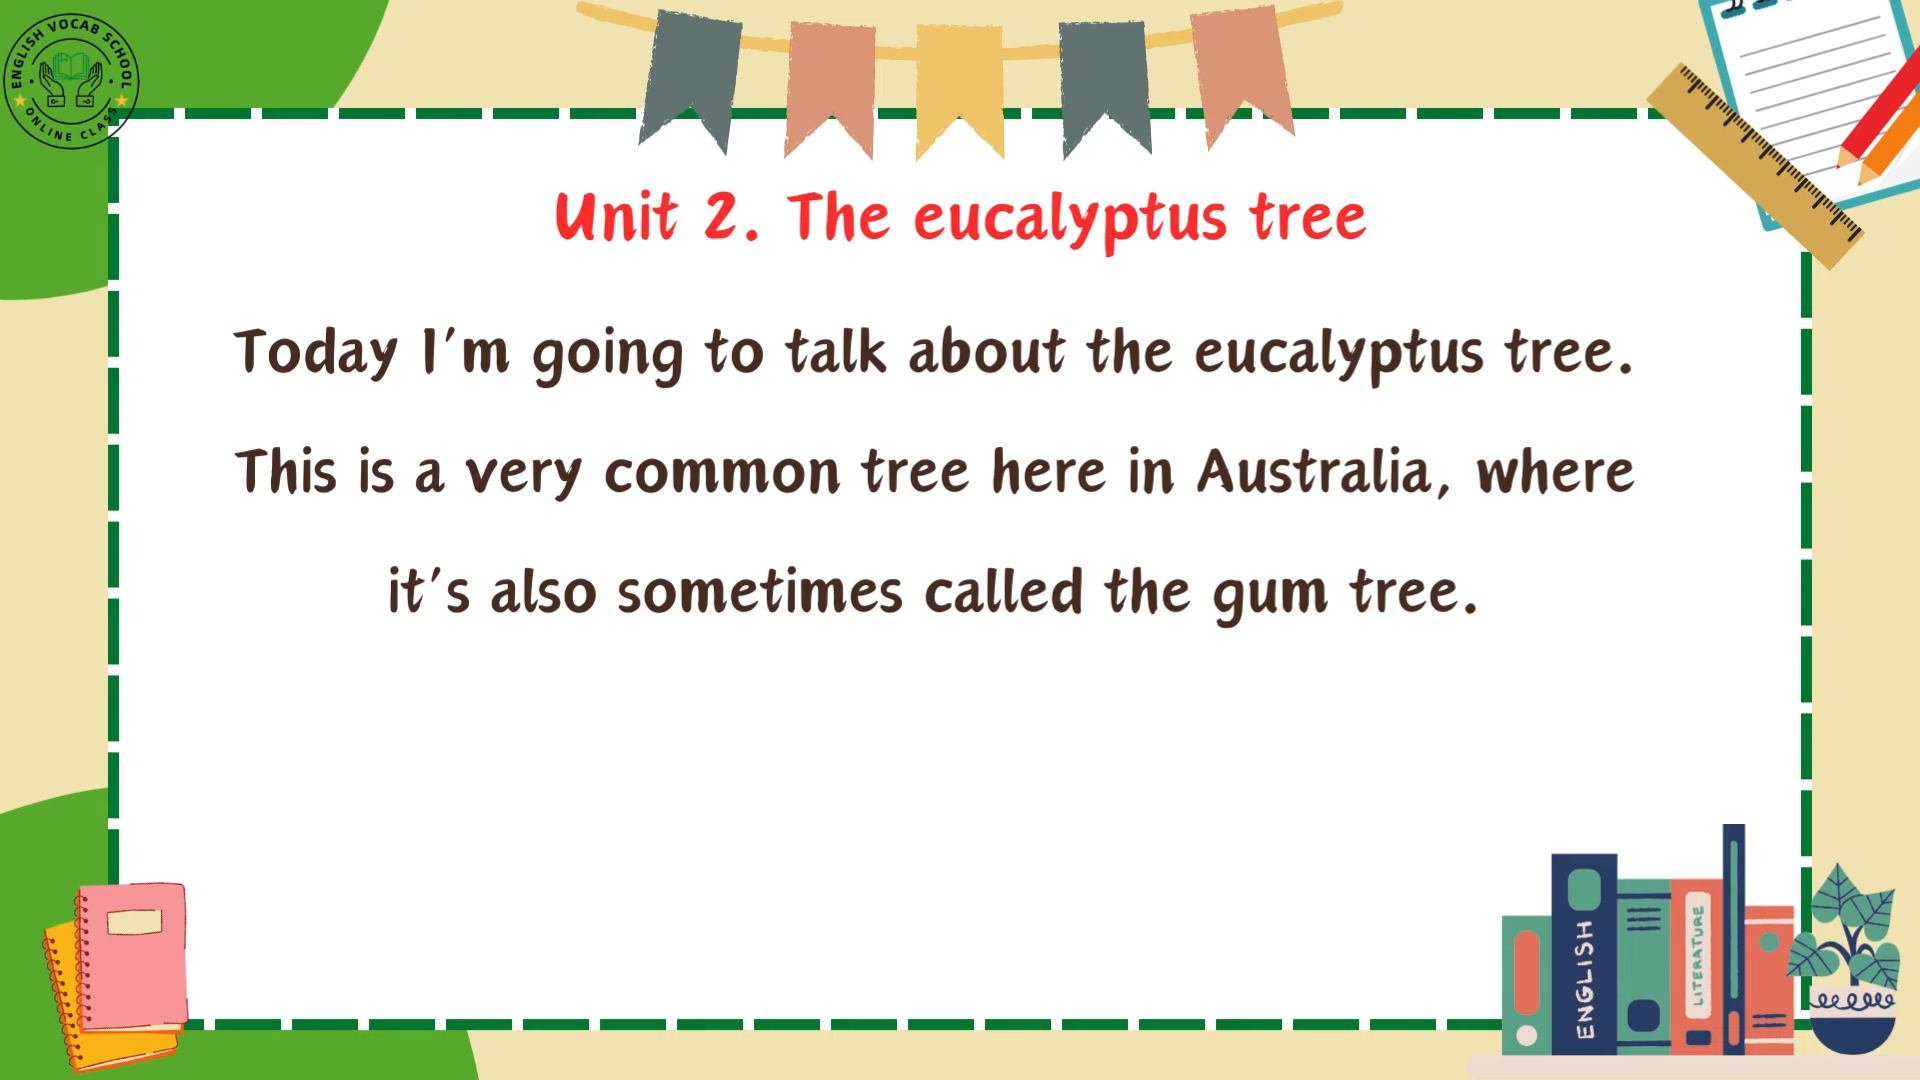 ENGLISH VOCAB SCHOOL
ONLINE CLASS
Unit 2. The eucalyptus tree
Today I'm going to talk about the eucalyptus tree.
This is a very common tree here in Australia, where
it's also sometimes called the gum tree.
ENGLISH
LITERATURE